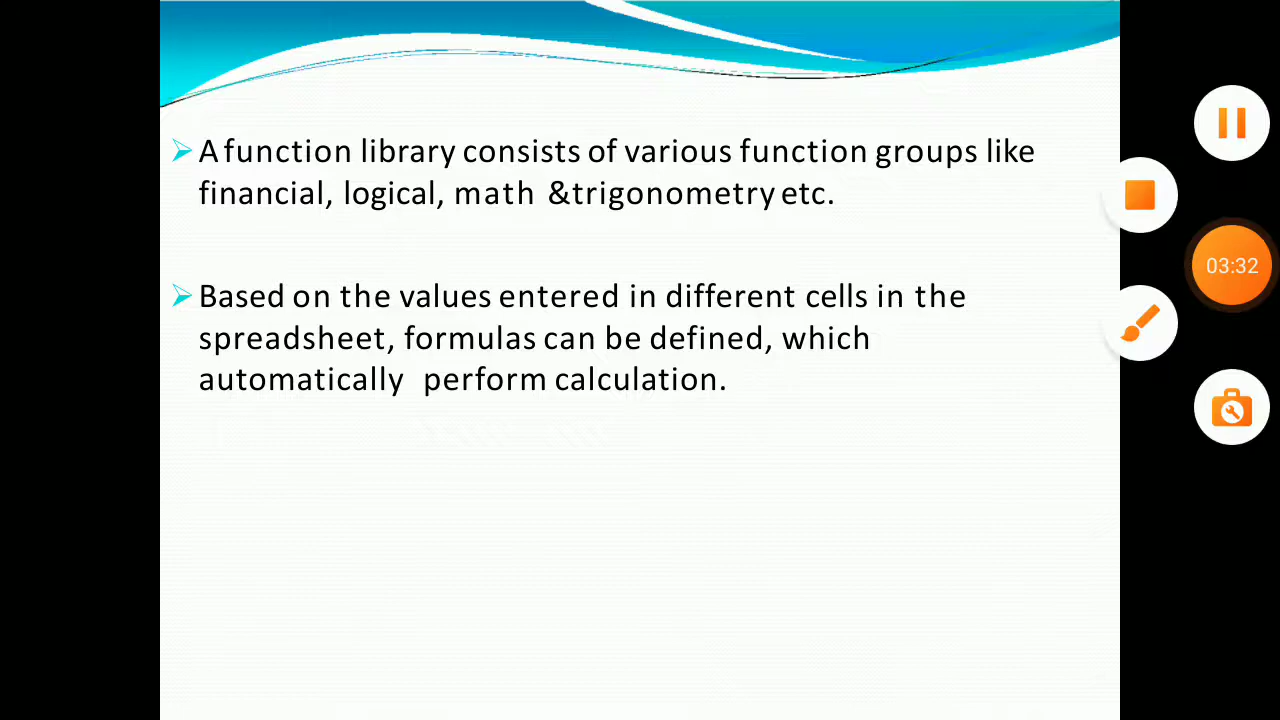 A function library consists of various function groups like
financial, logical, math &trigonometry etc.
Based on the values entered in different cells in the
spreadsheet, formulas can be defined, which
automatically perform calculation.
03:32